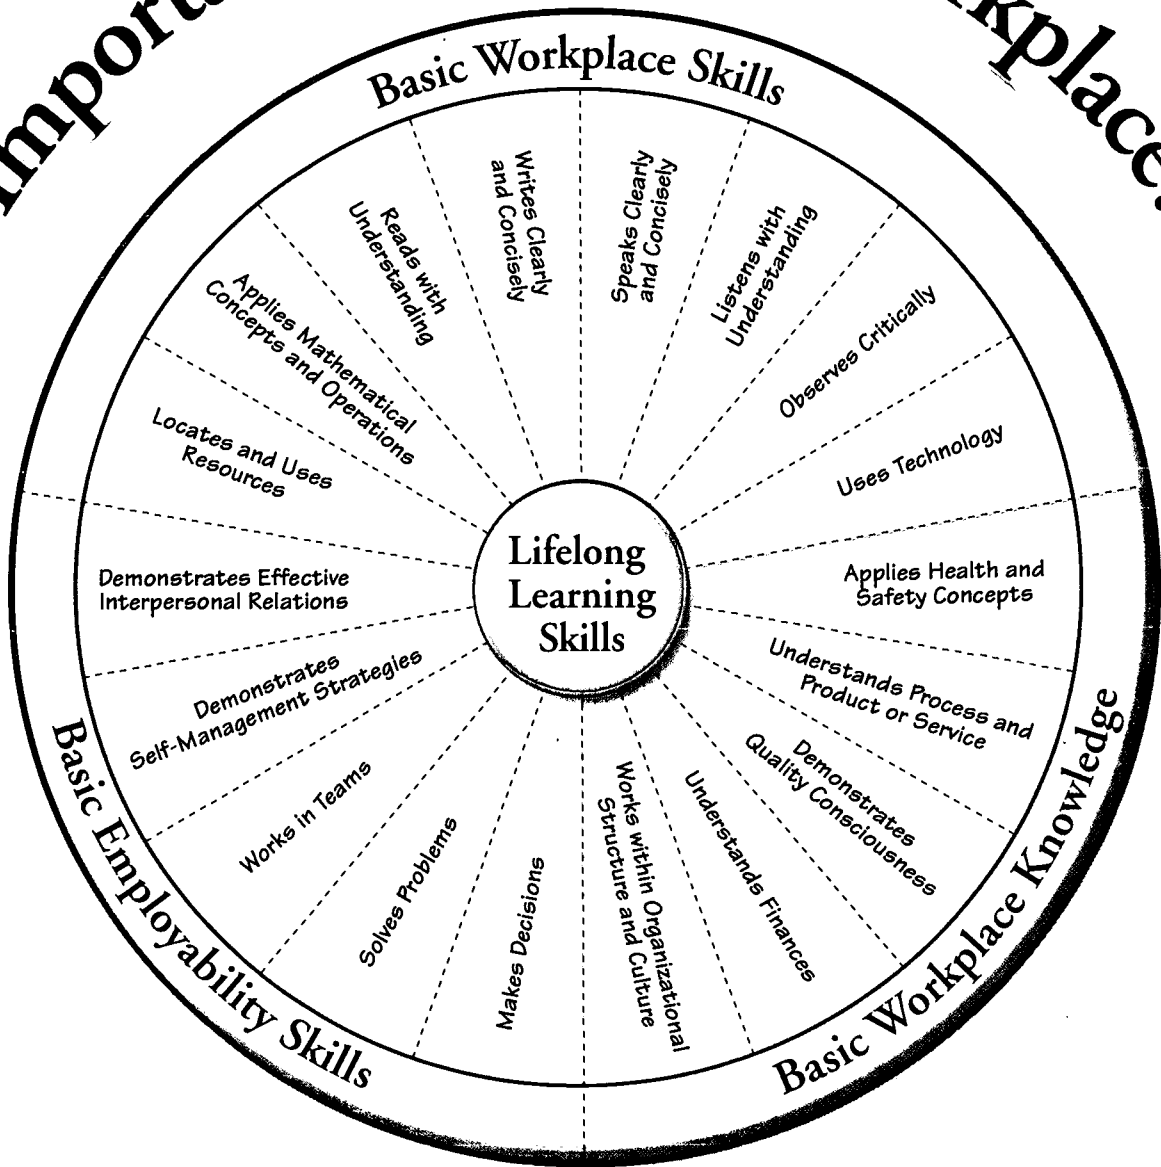 Basic Workplace Skills
Writes Clearly
and Concisely
Speaks Clearly
and Concisely
Listens with
Understanding
Observes Critically
Uses Technology
Applies Health and
Safety Concepts
Understands Process and
Product or Service
Demonstrates
Quality Consciousness
Understands Finances
Works within Organizational
Structure and Culture
Makes Decisions
Solves Problems
Works in Teams
Demonstrates
Self-Management Strategies
Demonstrates Effective
Interpersonal Relations
Locates and Uses
Resources
Applies Mathematical
Concepts and Operations
Reads with
Understanding
Lifelong
Learning
Skills
Basic Employability Skills
Basic Workplace Knowledge